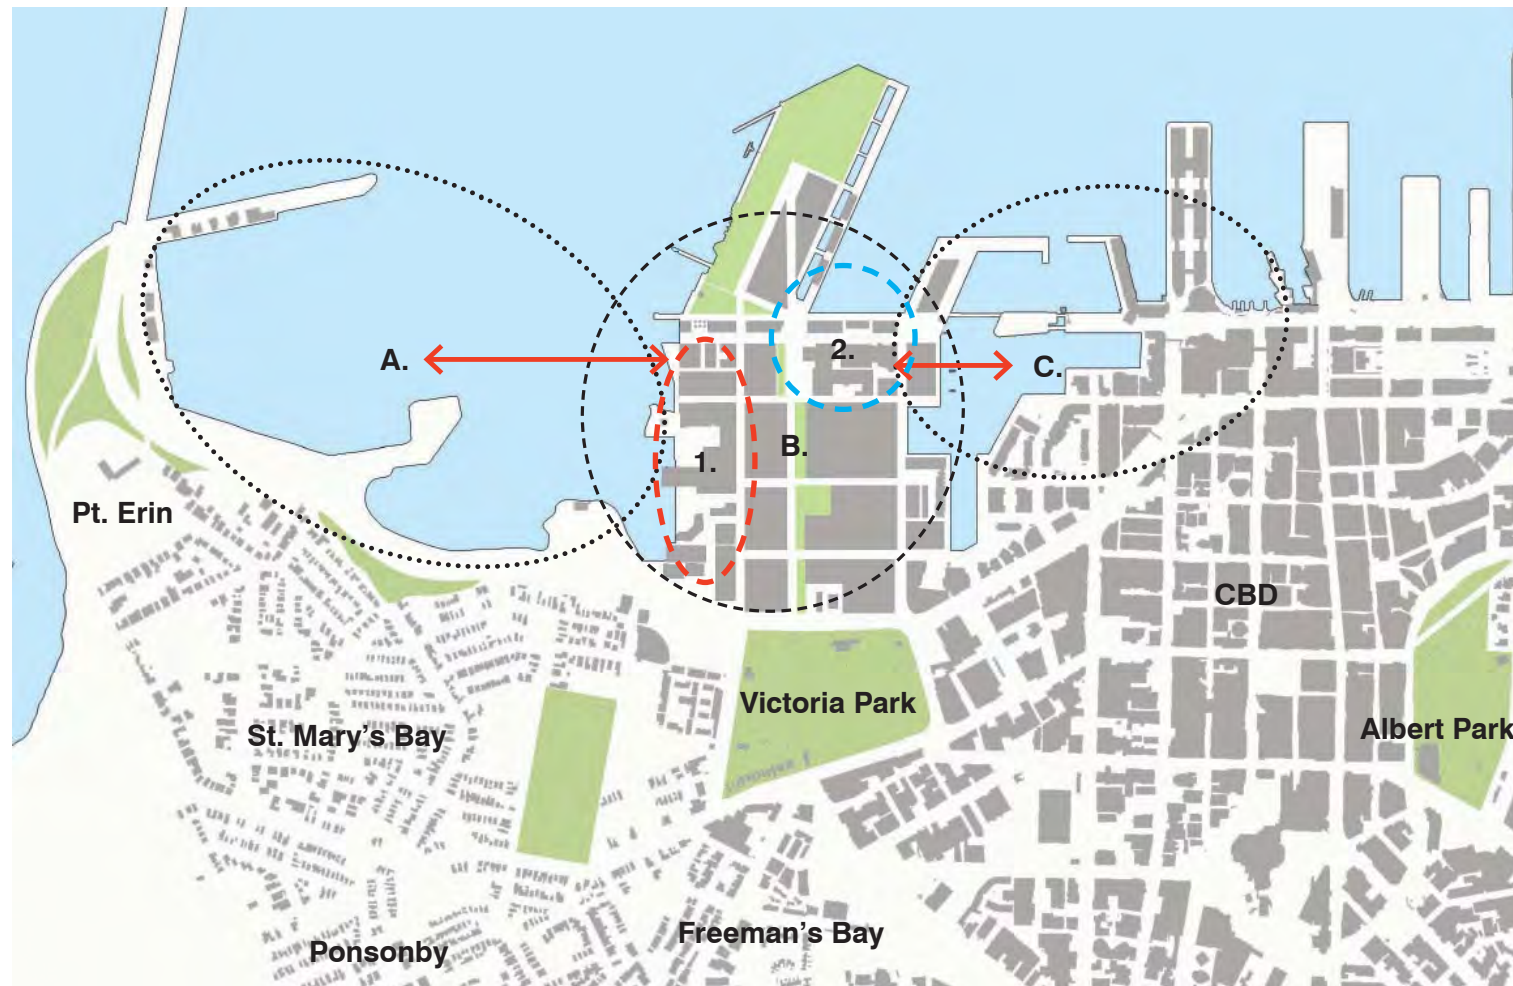 A.
2.
C.
B.
1.
Pt. Erin
CBD
Victoria Park
St. Mary's Bay
Albert Park
Freeman's Bay
Ponsonby